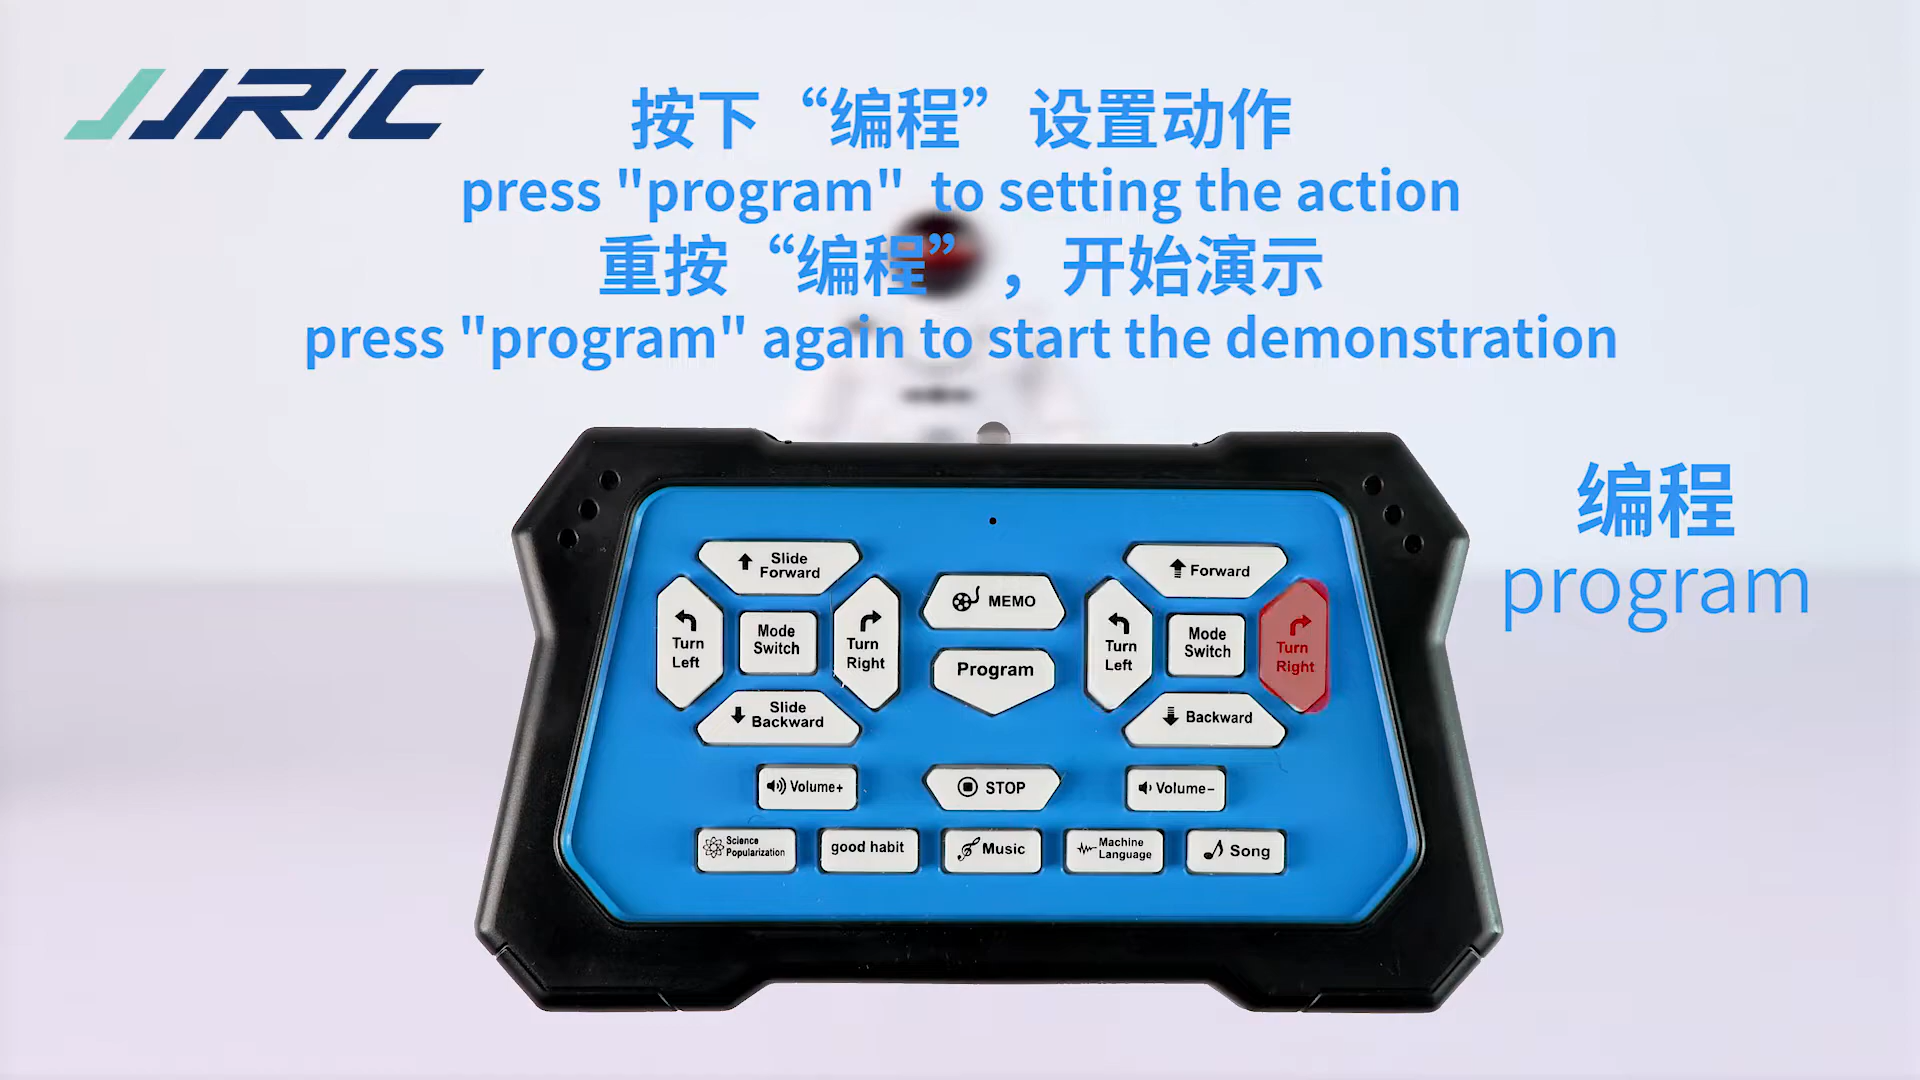 JJR/C
按下“编程”设置动作
press "program" to setting the action
重按“编程”，开始演示
press "program" again to start the demonstration
编程
program
Slide
Forward
Turn
Left
Mode
Switch
Turn
Right
Slide
Backward
MEMO
Program
Forward
Turn
Left
Mode
Switch
Turn
Right
Backward
Volume+
STOP
Volume-
Science
Popularization
good habit
Music
Machine
Language
Song